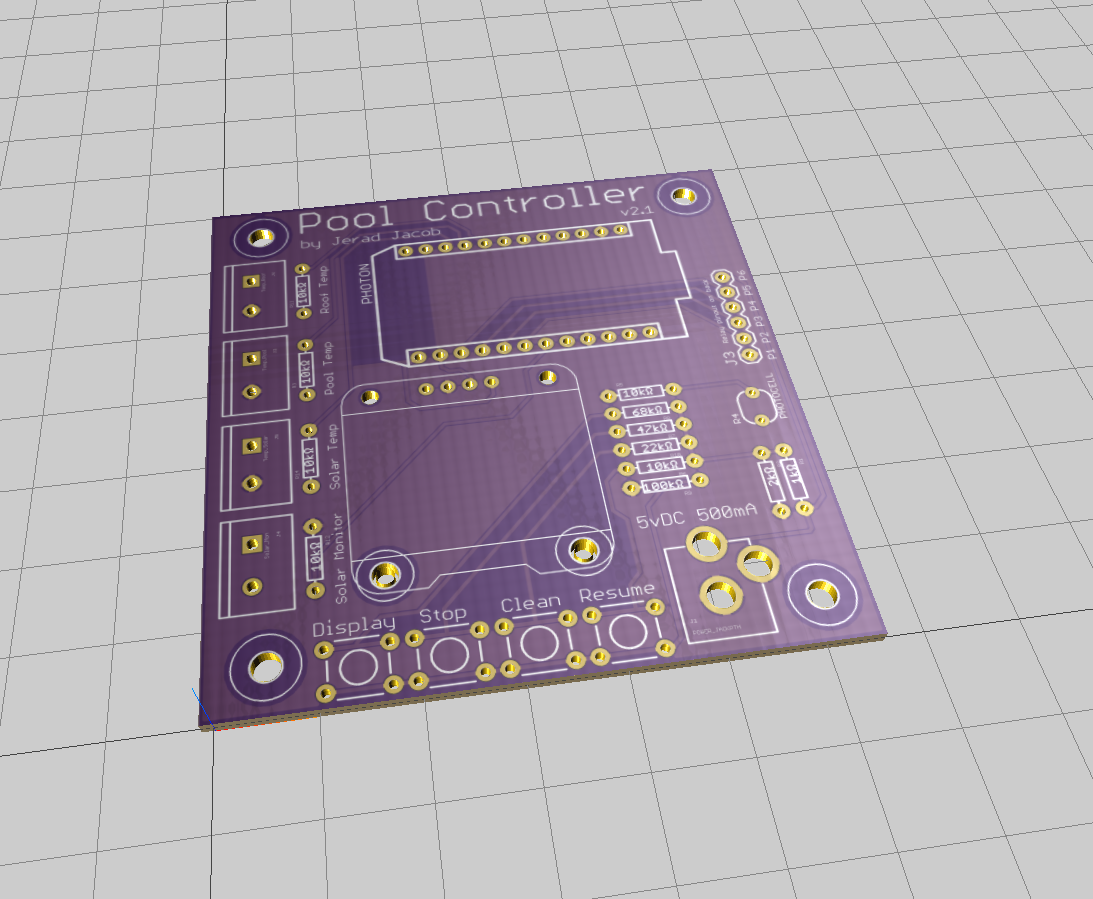 Pool Controller
v2.1
by Jerad Jacob
PHOTON
10kΩ
Roof Temp
10kΩ
Pool Temp
10kΩ
Solar Temp
10kΩ
Solar Monitor
P6
P5
P4
P3
P2
P1
J3
10kΩ
68kΩ
47kΩ
22kΩ
10kΩ
100kΩ
R4
PHOTOCELL
2kΩ
1kΩ
5vDC 500mA
Display
Stop
Clean
Resume